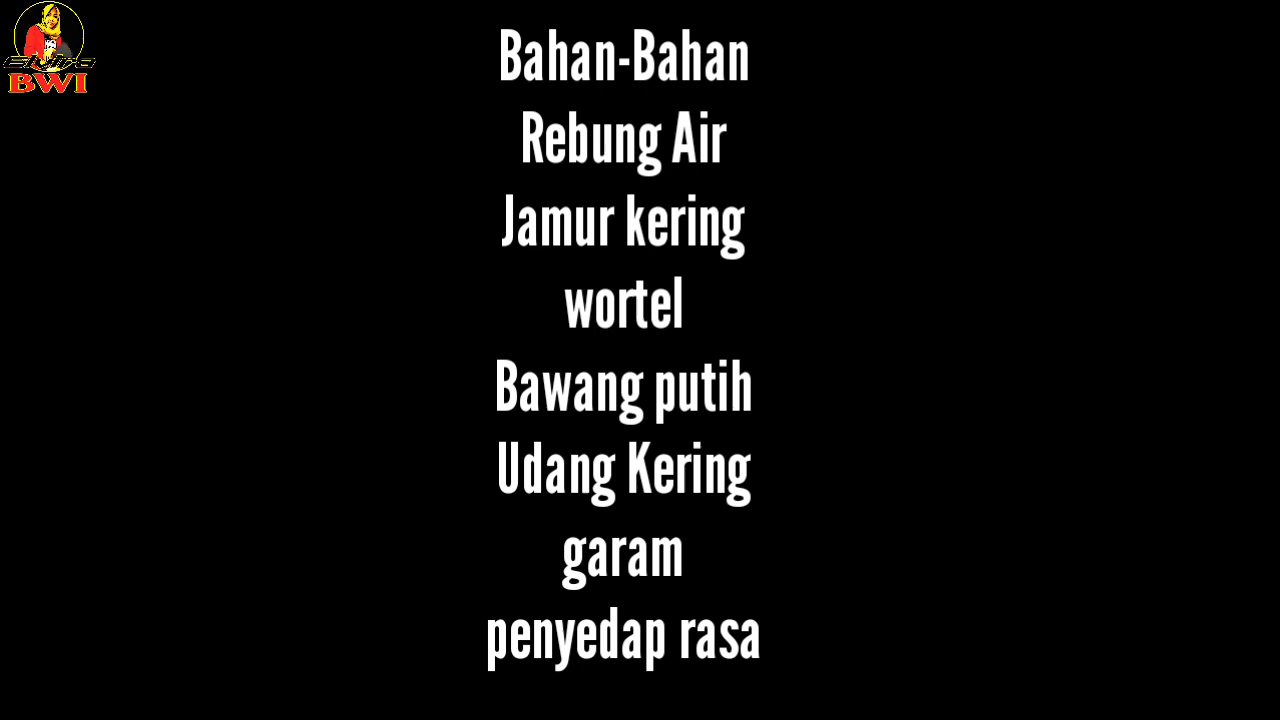 BWI
Bahan-Bahan
Rebung Air
Jamur kering
wortel
Bawang putih
Udang Kering
garam
penyedap rasa